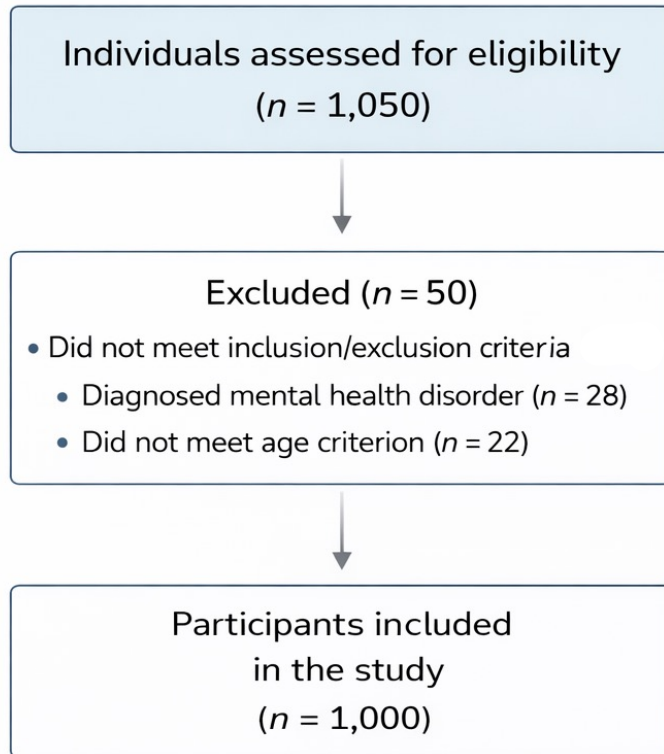 Individuals assessed for eligibility
(n = 1,050)
Excluded (n = 50)
• Did not meet inclusion/exclusion criteria
• Diagnosed mental health disorder (n = 28)
• Did not meet age criterion (n = 22)
Participants included
in the study
(n = 1,000)